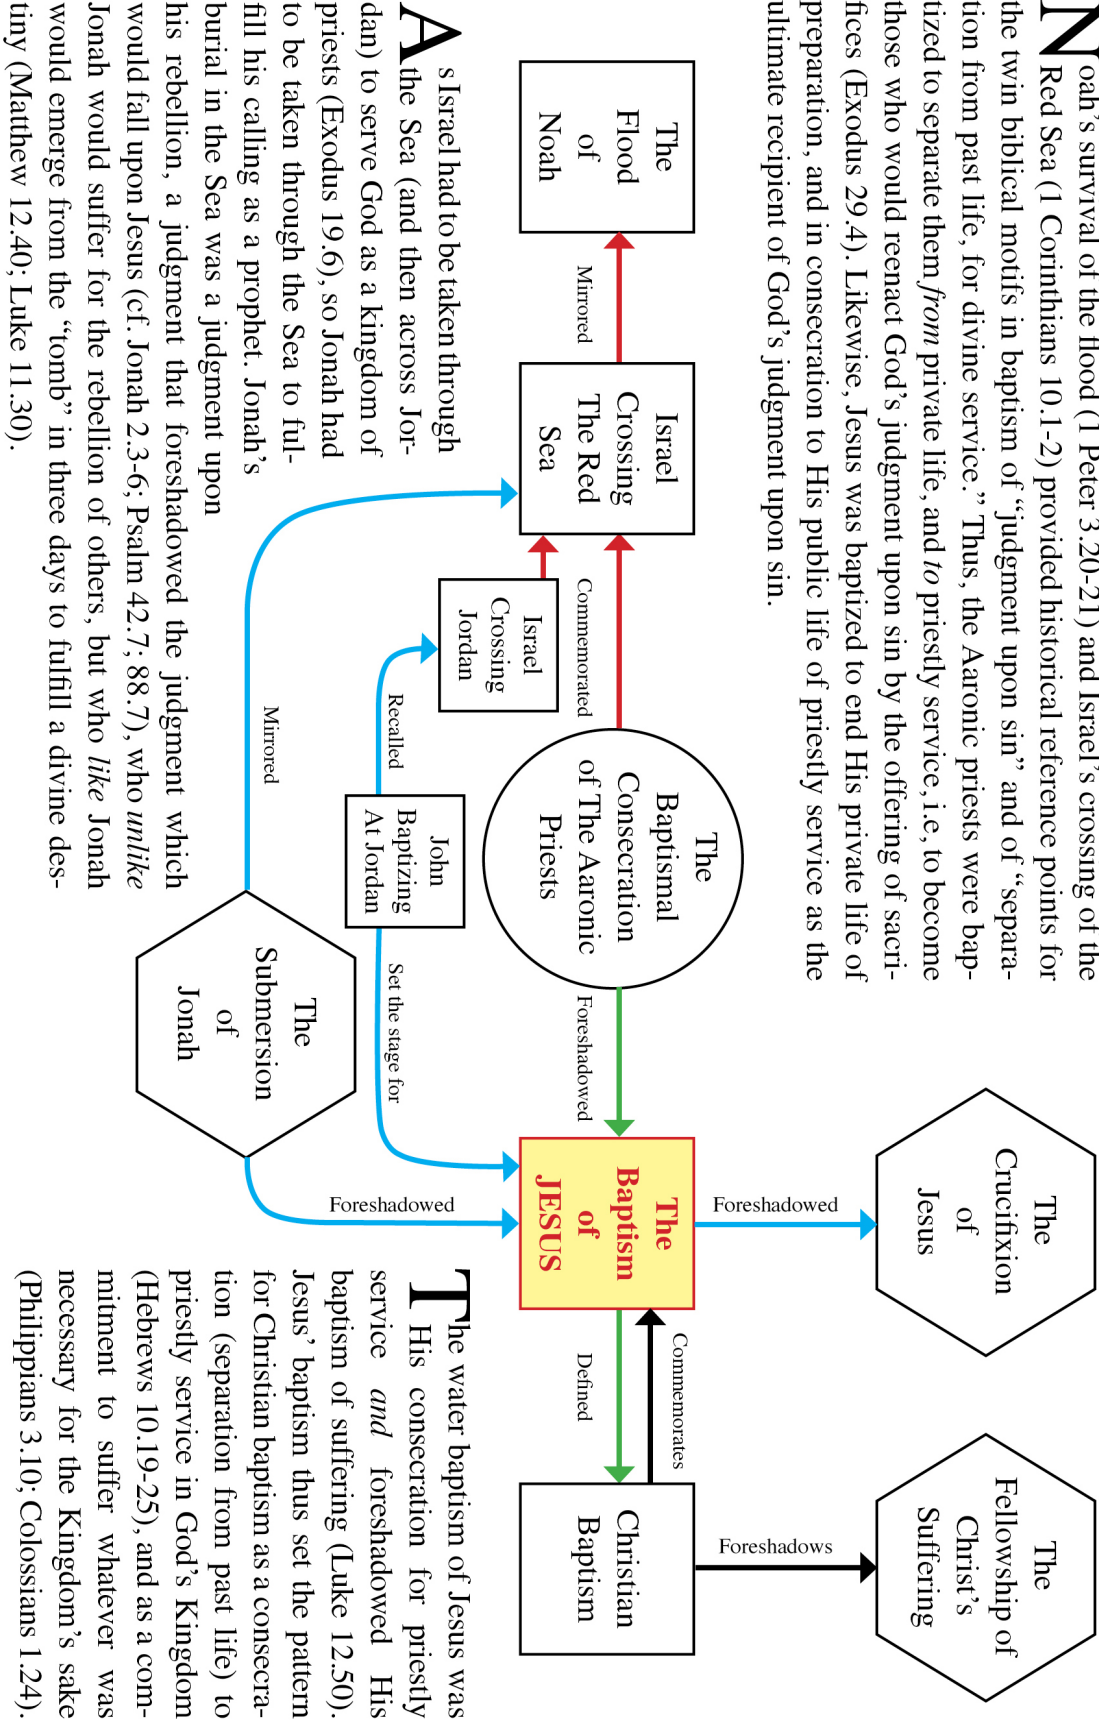 Noah's survival of the flood (1 Peter 3.20-21) and Israel's crossing of the
Red Sea (1 Corinthians 10.1-2) provided historical reference points for
the twin biblical motifs in baptism of “judgment upon sin” and of “separa-
tion from past life, for divine service.” Thus, the Aaronic priests were bap-
tized to separate them from private life, and to priestly service, i.e, to become
those who would reenact God's judgment upon sin by the offering of sacri-
fices (Exodus 29.4). Likewise, Jesus was baptized to end His private life of
preparation, and in consecration to His public life of priestly service as the
ultimate recipient of God's judgment upon sin.
The
Crucifixion
of
Jesus
The
Fellowship of
Christ's
Suffering
Foreshadowed
Foreshadows
The
Flood
of
Noah
Mirrored
Israel
Crossing
The Red
Sea
Commemorated
The
Baptismal
Consecration
of The Aaronic
Priests
Foreshadowed
The
Baptism
of
JESUS
Commemorates
Defined
Christian
Baptism
Israel
Crossing
Jordan
Recalled
John
Baptizing
At Jordan
Set the stage for
Foreshadowed
Mirrored
The
Submersion
of
Jonah
As Israel had to be taken through
the Sea (and then across Jor-
dan) to serve God as a kingdom of
priests (Exodus 19.6), so Jonah had
to be taken through the Sea to ful-
fill his calling as a prophet. Jonah's
burial in the Sea was a judgment upon
his rebellion, a judgment that foreshadowed the judgment which
would fall upon Jesus (cf. Jonah 2.3-6; Psalm 42.7; 88.7), who unlike
Jonah would suffer for the rebellion of others, but who like Jonah
would emerge from the “tomb” in three days to fulfill a divine des-
tiny (Matthew 12.40; Luke 11.30).
The water baptism of Jesus was
His consecration for priestly
service and foreshadowed His
baptism of suffering (Luke 12.50).
Jesus' baptism thus set the pattern
for Christian baptism as a consecra-
tion (separation from past life) to
priestly service in God's Kingdom
(Hebrews 10.19-25), and as a com-
mitment to suffer whatever was
necessary for the Kingdom's sake
(Philippians 3.10; Colossians 1.24).